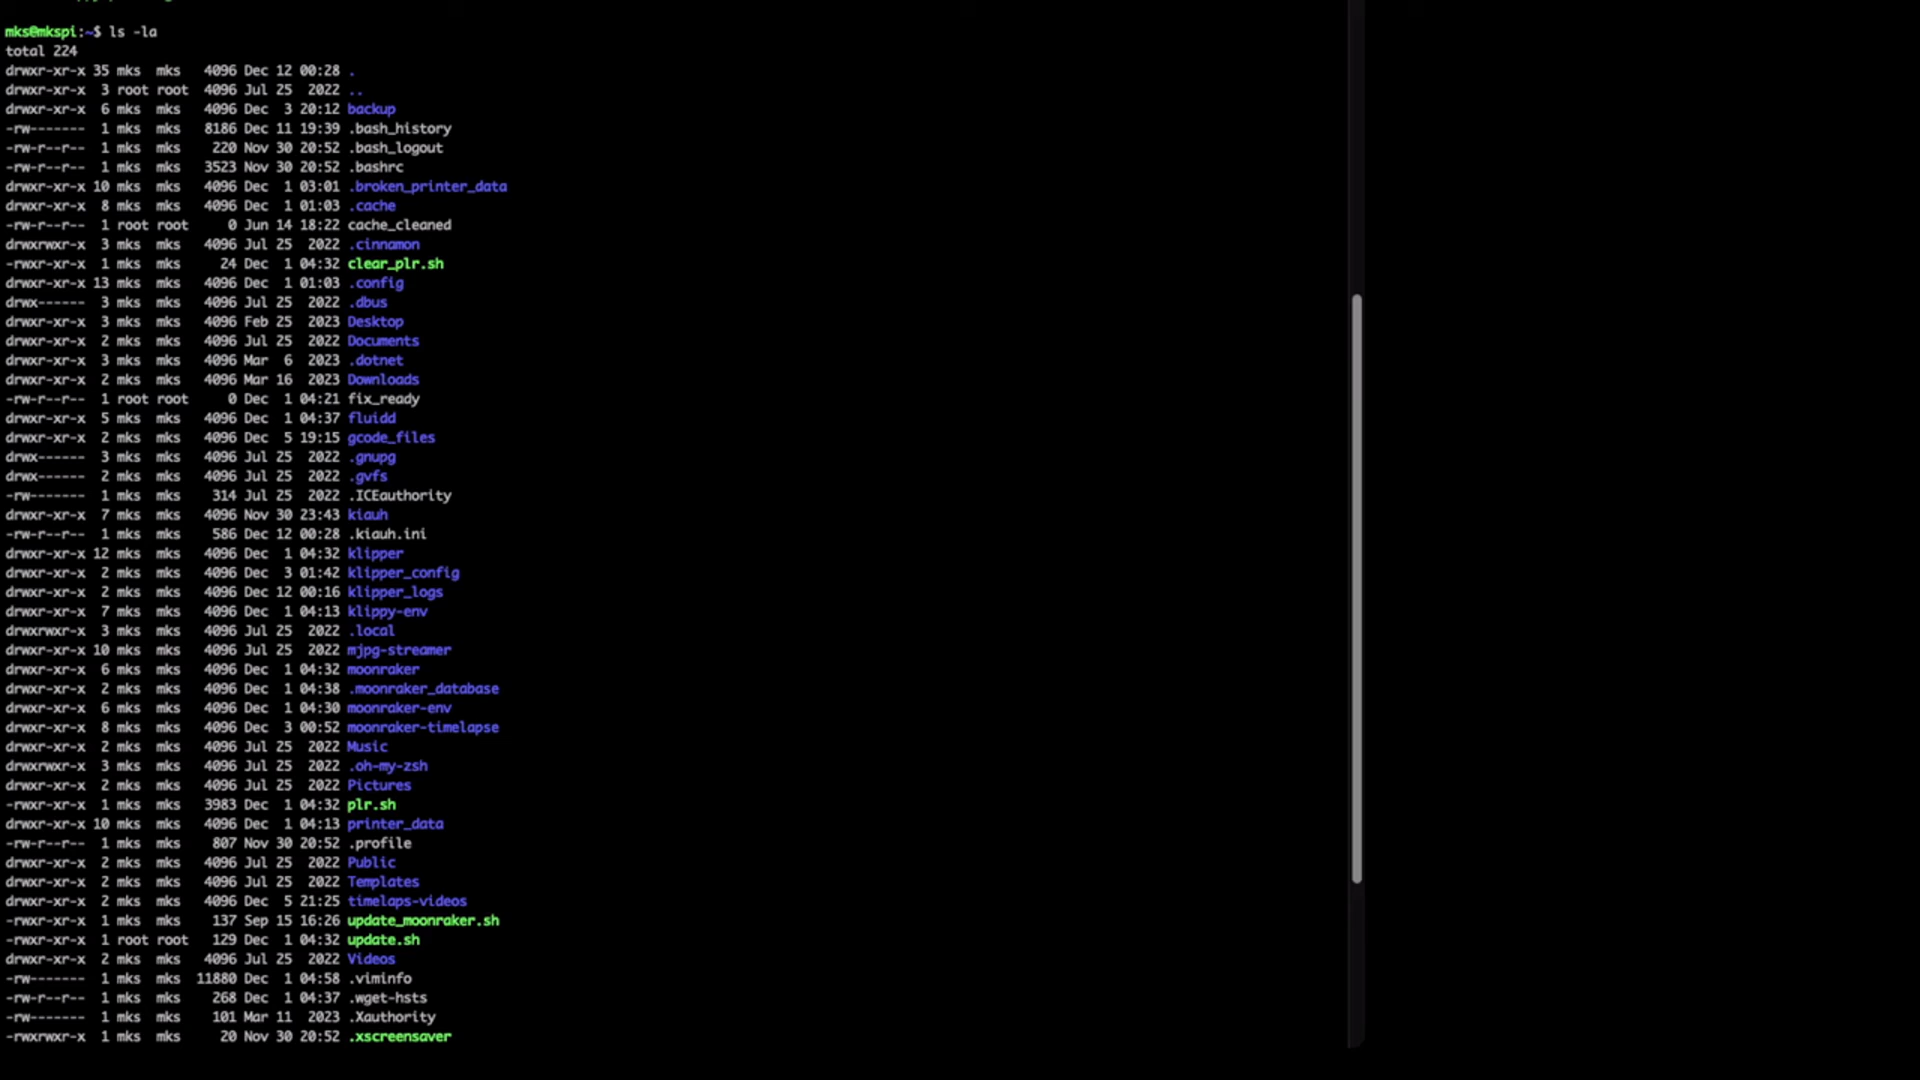 mks@mkspi:~$ ls -la
total 224
drwxr-xr-x 35 mks  mks   4096 Dec 12 00:28 .
drwxr-xr-x  3 root root  4096 Jul 25  2022 ..
drwxr-xr-x  6 mks  mks   4096 Dec  3 20:12 backup
-rw-------  1 mks  mks   8186 Dec 11 19:39 .bash_history
-rw-r--r--  1 mks  mks    220 Nov 30 20:52 .bash_logout
-rw-r--r--  1 mks  mks   3523 Nov 30 20:52 .bashrc
drwxr-xr-x 10 mks  mks   4096 Dec  1 03:01 .broken_printer_data
drwxr-xr-x  8 mks  mks   4096 Dec  1 01:03 .cache
-rw-r--r--  1 root root     0 Jun 14 18:22 cache_cleaned
drwxrwxr-x  3 mks  mks   4096 Jul 25  2022 .cinnamon
-rwxr-xr-x  1 mks  mks     24 Dec  1 04:32 clear_plr.sh
drwxr-xr-x 13 mks  mks   4096 Dec  1 01:03 .config
drwx------  3 mks  mks   4096 Jul 25  2022 .dbus
drwxr-xr-x  3 mks  mks   4096 Feb 25  2023 Desktop
drwxr-xr-x  2 mks  mks   4096 Jul 25  2022 Documents
drwxr-xr-x  3 mks  mks   4096 Mar  6  2023 .dotnet
drwxr-xr-x  2 mks  mks   4096 Mar 16  2023 Downloads
-rw-r--r--  1 root root     0 Dec  1 04:21 fix_ready
drwxr-xr-x  5 mks  mks   4096 Dec  1 04:37 fluidd
drwxr-xr-x  2 mks  mks   4096 Dec  5 19:15 gcode_files
drwx------  3 mks  mks   4096 Jul 25  2022 .gnupg
drwx------  2 mks  mks   4096 Jul 25  2022 .gvfs
-rw-------  1 mks  mks    314 Jul 25  2022 .ICEauthority
drwxr-xr-x  7 mks  mks   4096 Nov 30 23:43 kiauh
-rw-r--r--  1 mks  mks    586 Dec 12 00:28 .kiauh.ini
drwxr-xr-x 12 mks  mks   4096 Dec  1 04:32 klipper
drwxr-xr-x  2 mks  mks   4096 Dec  3 01:42 klipper_config
drwxr-xr-x  2 mks  mks   4096 Dec 12 00:16 klipper_logs
drwxr-xr-x  7 mks  mks   4096 Dec  1 04:13 klippy-env
drwxrwxr-x  3 mks  mks   4096 Jul 25  2022 .local
drwxr-xr-x 10 mks  mks   4096 Jul 25  2022 mjpg-streamer
drwxr-xr-x  6 mks  mks   4096 Dec  1 04:32 moonraker
drwxr-xr-x  2 mks  mks   4096 Dec  1 04:38 .moonraker_database
drwxr-xr-x  6 mks  mks   4096 Dec  1 04:30 moonraker-env
drwxr-xr-x  8 mks  mks   4096 Dec  3 00:52 moonraker-timelapse
drwxr-xr-x  2 mks  mks   4096 Jul 25  2022 Music
drwxrwxr-x  3 mks  mks   4096 Jul 25  2022 .oh-my-zsh
drwxr-xr-x  2 mks  mks   4096 Jul 25  2022 Pictures
-rwxr-xr-x  1 mks  mks   3983 Dec  1 04:32 plr.sh
drwxr-xr-x 10 mks  mks   4096 Dec  1 04:13 printer_data
-rw-r--r--  1 mks  mks    807 Nov 30 20:52 .profile
drwxr-xr-x  2 mks  mks   4096 Jul 25  2022 Public
drwxr-xr-x  2 mks  mks   4096 Jul 25  2022 Templates
drwxr-xr-x  2 mks  mks   4096 Dec  5 21:25 timelaps-videos
-rwxr-xr-x  1 mks  mks    137 Sep 15 16:26 update_moonraker.sh
-rwxr-xr-x  1 root root   129 Dec  1 04:32 update.sh
drwxr-xr-x  2 mks  mks   4096 Jul 25  2022 Videos
-rw-------  1 mks  mks  11880 Dec  1 04:58 .viminfo
-rw-r--r--  1 mks  mks    268 Dec  1 04:37 .wget-hsts
-rw-------  1 mks  mks    101 Mar 11  2023 .Xauthority
-rwxrwxr-x  1 mks  mks     20 Nov 30 20:52 .xscreensaver